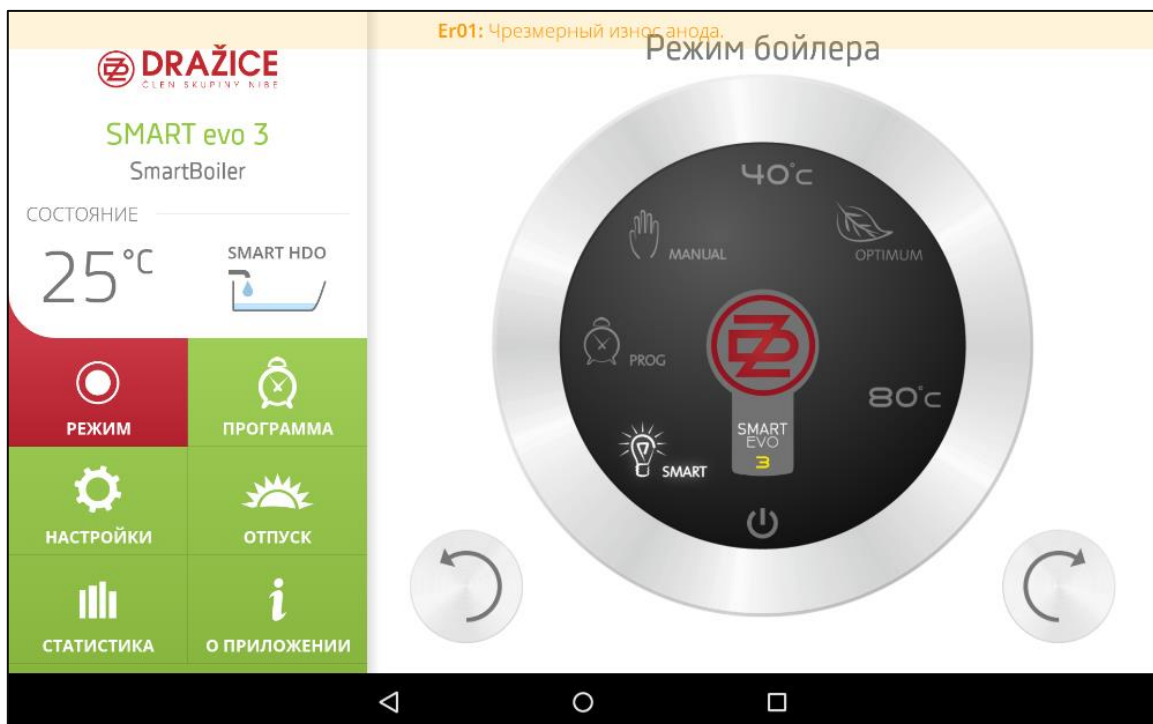 Er01: Чрезмерный износ анода.
DRAŽICE
ČLEN SKUPINY NIBE
SMART evo 3
SmartBoiler
СОСТОЯНИЕ
25°C
SMART HDO
РЕЖИМ
ПРОГРАММА
НАСТРОЙКИ
ОТПУСК
СТАТИСТИКА
О ПРИЛОЖЕНИИ
Режим бойлера
40°C
MANUAL
OPTIMUM
PROG
80°C
SMART
EVO
3
SMART